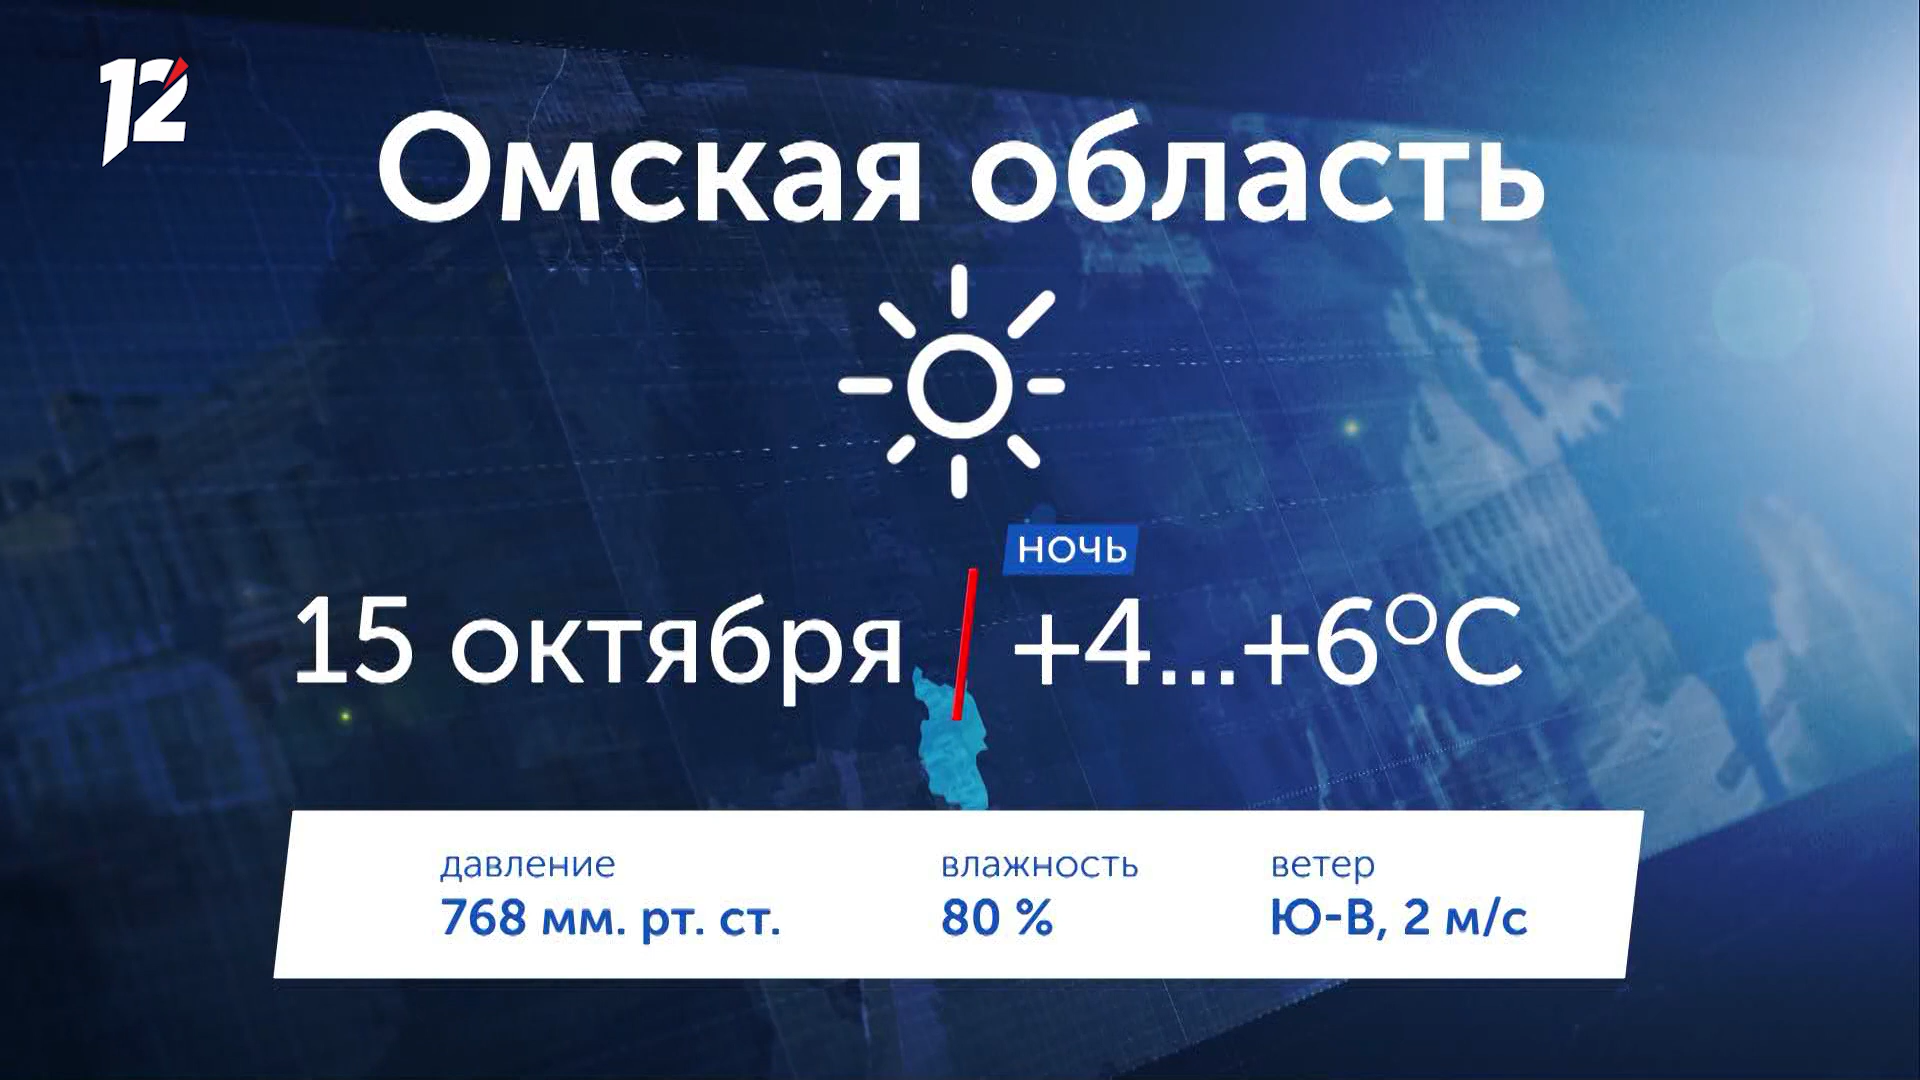 12
Омская область
ночь
15 октября / +4...+6°C
давление влажность ветер
768 мм. рт. ст. 80 % Ю-В, 2 м/с